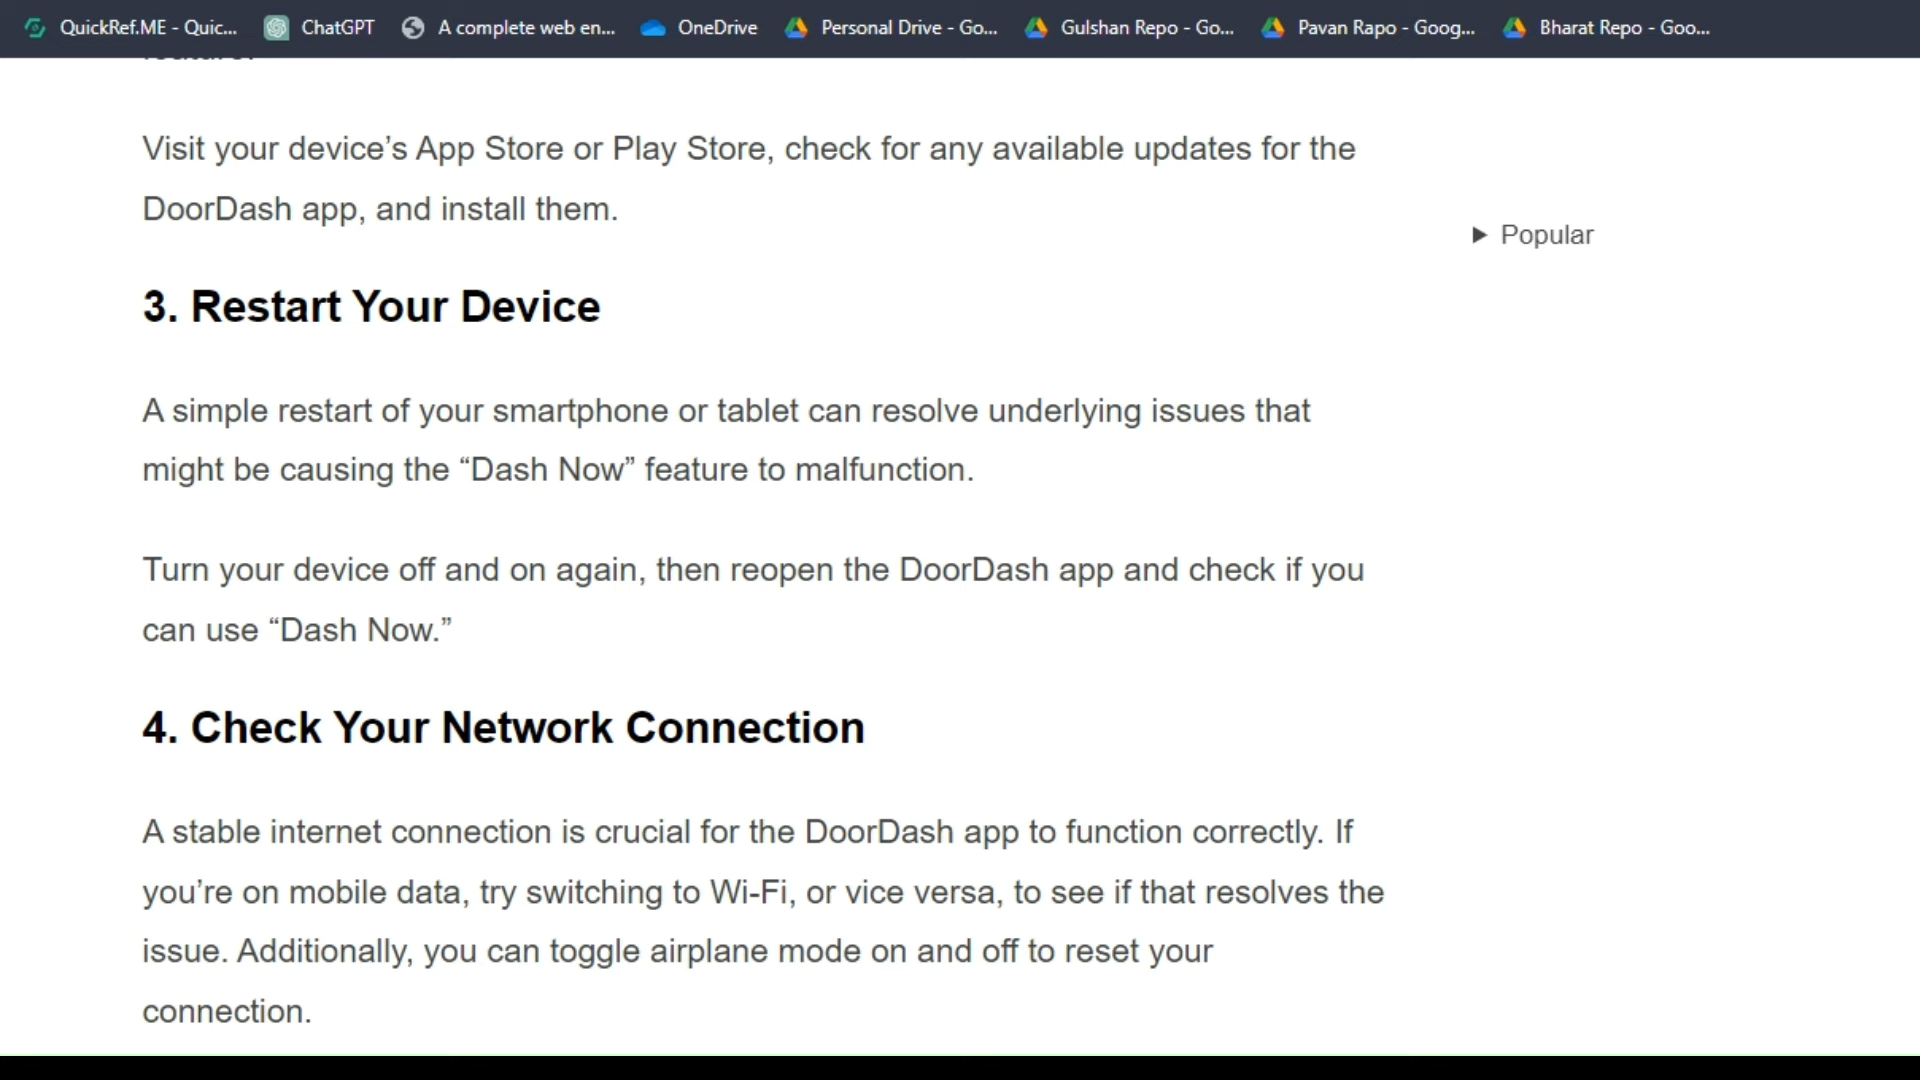 QuickRef.ME - Quic...
ChatGPT
A complete web en...
OneDrive
Personal Drive - Go...
Gulshan Repo - Go...
Pavan Rapo - Goog...
Bharat Repo - Goo...
Visit your device’s App Store or Play Store, check for any available updates for the
DoorDash app, and install them.
▶ Popular
3. Restart Your Device
A simple restart of your smartphone or tablet can resolve underlying issues that
might be causing the “Dash Now” feature to malfunction.
Turn your device off and on again, then reopen the DoorDash app and check if you
can use “Dash Now.”
4. Check Your Network Connection
A stable internet connection is crucial for the DoorDash app to function correctly. If
you’re on mobile data, try switching to Wi-Fi, or vice versa, to see if that resolves the
issue. Additionally, you can toggle airplane mode on and off to reset your
connection.